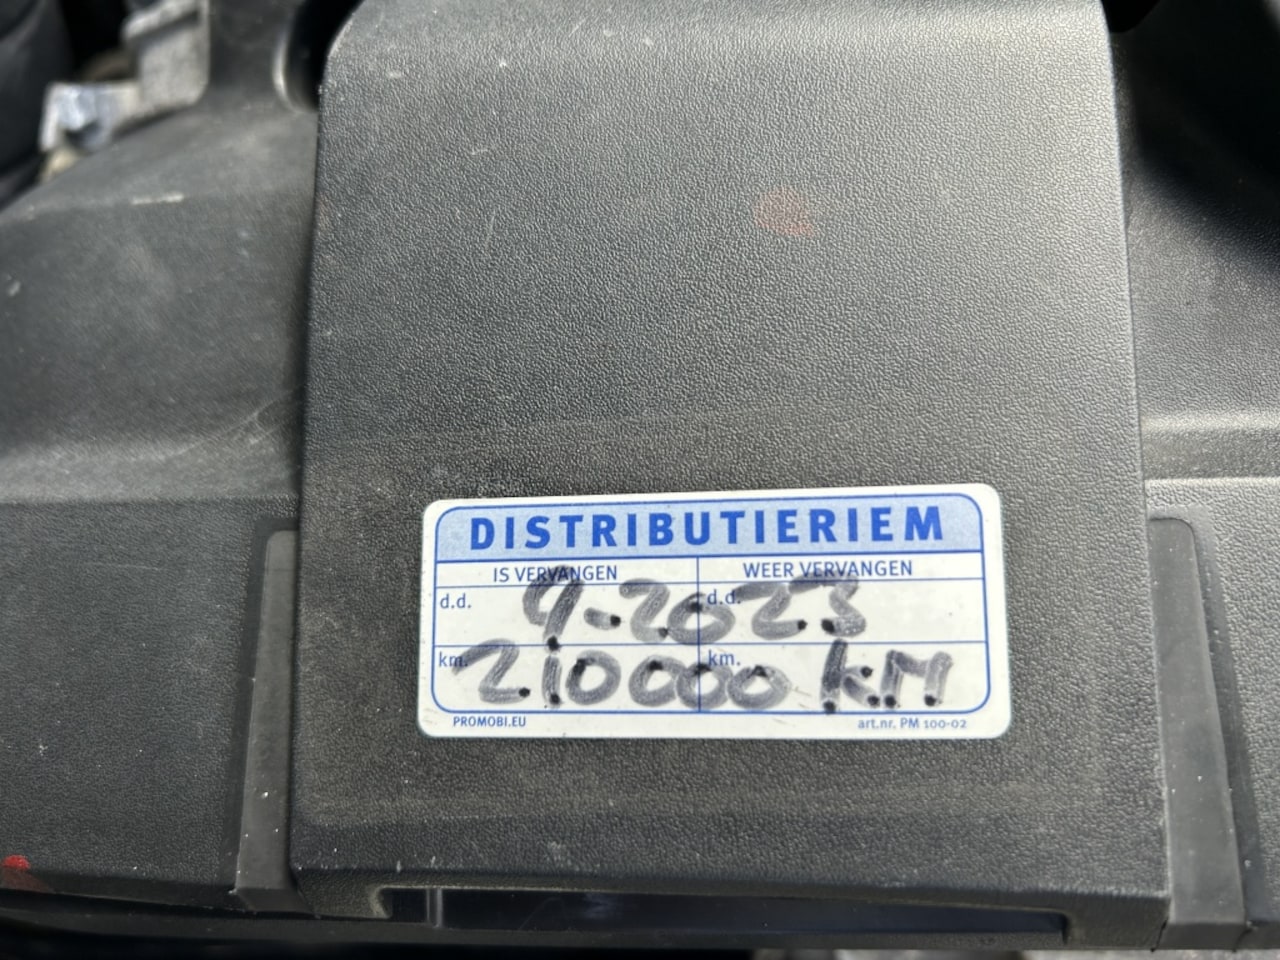 DISTRIBUTIERIEM
IS VERVANGEN WEER VERVANGEN
d.d. 9-2023 d.d.
km. 210000 km. kM
PROMOBI.EU art.nr. PM 100-02